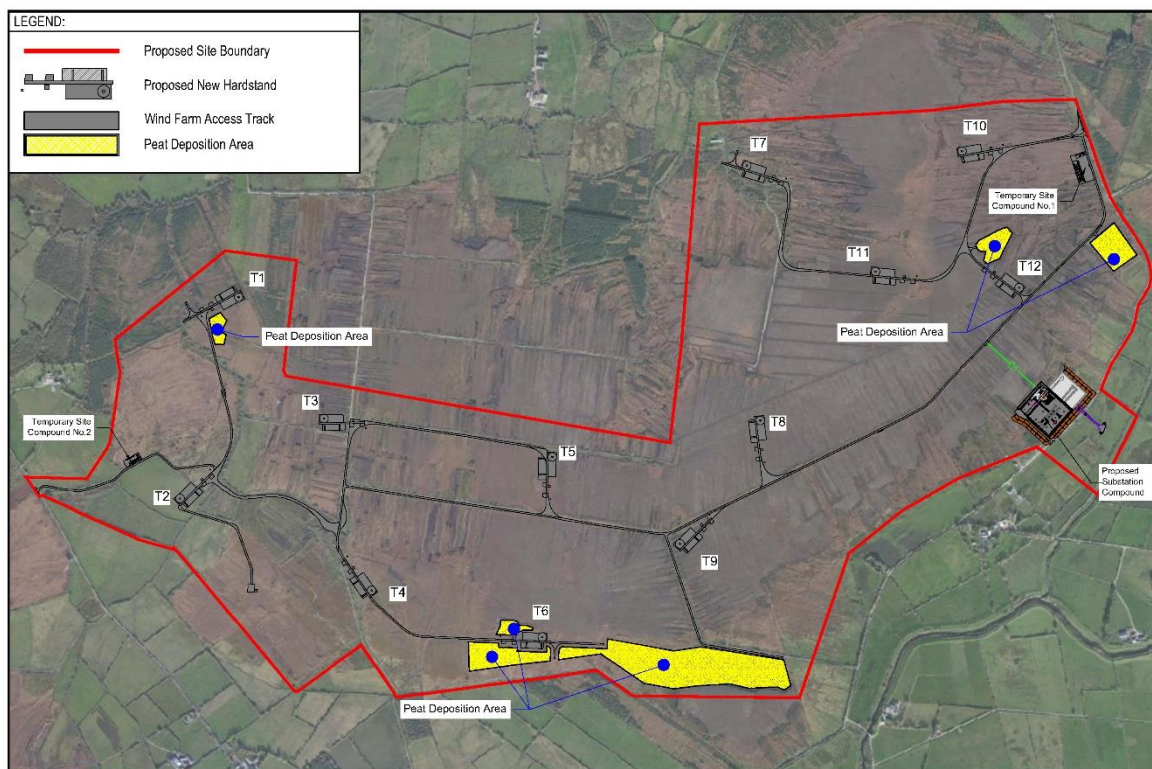 LEGEND:
Proposed Site Boundary
Proposed New Hardstand
Wind Farm Access Track
Peat Deposition Area
T7
T10
Temporary Site
Compound No.1
T11
T12
T1
Peat Deposition Area
Peat Deposition Area
T3
T8
Temporary Site
Compound No.2
T5
Proposed
Substation
Compound
T2
T9
T4
T6
Peat Deposition Area